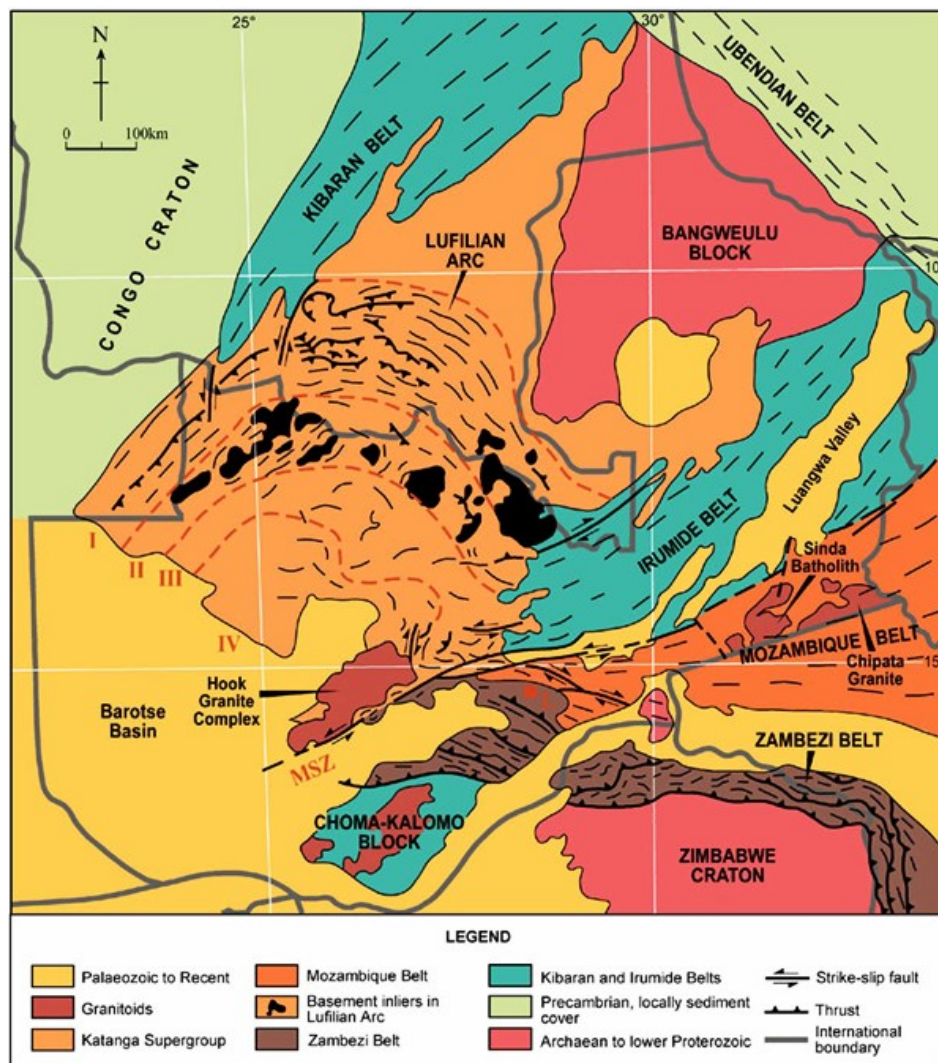 25°
30°
N
0 100km
UBENDIAN BELT
KIBARAN BELT
CONGO CRATON
LUFILIAN
ARC
BANGWEULU
BLOCK
10
Luangwa Valley
IRUMIDE BELT
I
II
III
IV
Sinda
Batholith
MOZAMBIQUE BELT
15
Chipata
Granite
Hook
Granite
Complex
Barotse
Basin
MSZ
ZAMBEZI BELT
CHOMA-KALOMO
BLOCK
ZIMBABWE
CRATON
LEGEND
Palaeozoic to Recent
Granitoids
Katanga Supergroup
Mozambique Belt
Basement inliers in
Lufilian Arc
Zambezi Belt
Kibaran and Irumide Belts
Precambrian, locally sediment
cover
Archaean to lower Proterozoic
Strike-slip fault
Thrust
International
boundary